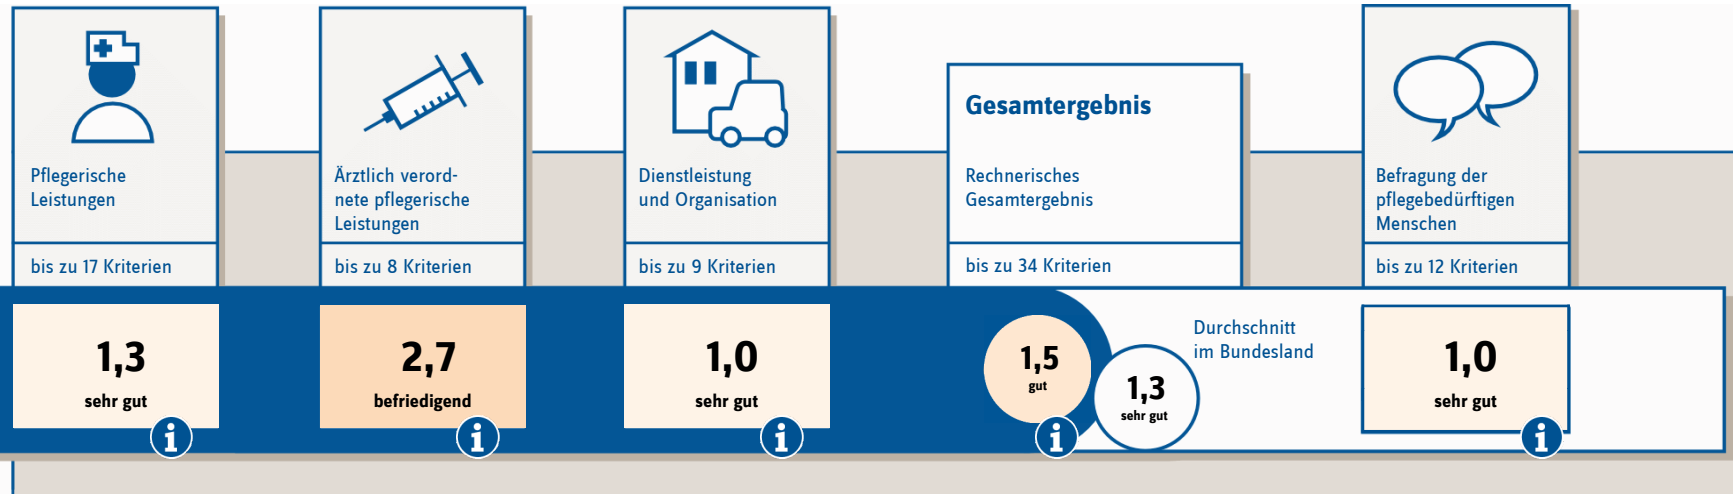 Pflegerische
Leistungen
bis zu 17 Kriterien
1,3
sehr gut
i
Ärztlich verord-
nete pflegerische
Leistungen
bis zu 8 Kriterien
2,7
befriedigend
i
Dienstleistung
und Organisation
bis zu 9 Kriterien
1,0
sehr gut
i
Gesamtergebnis
Rechnerisches
Gesamtergebnis
bis zu 34 Kriterien
1,5
gut
i
Durchschnitt
im Bundesland
1,3
sehr gut
Befragung der
pflegebedürftigen
Menschen
bis zu 12 Kriterien
1,0
sehr gut
i